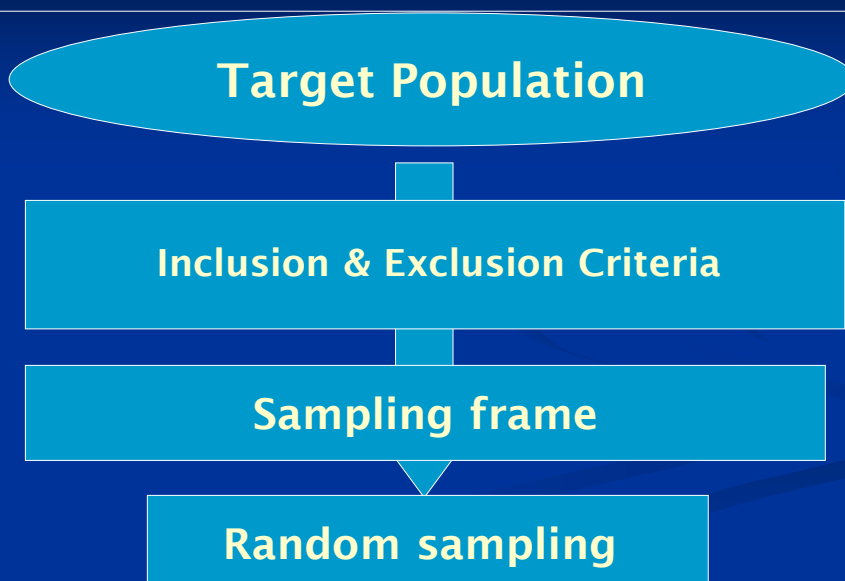 Target Population
Inclusion & Exclusion Criteria
Sampling frame
Random sampling